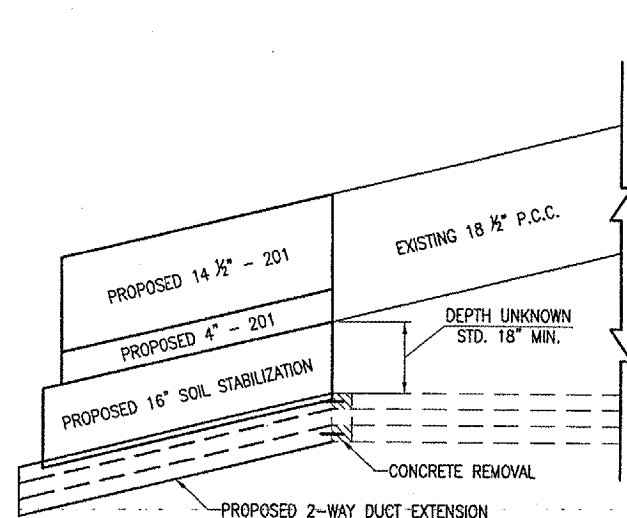 EXISTING 18 ½" P.C.C.
PROPOSED 14 ½" - 201
PROPOSED 4" - 201
DEPTH UNKNOWN
STD. 18" MIN.
PROPOSED 16" SOIL STABILIZATION
CONCRETE REMOVAL
PROPOSED 2-WAY DUCT EXTENSION